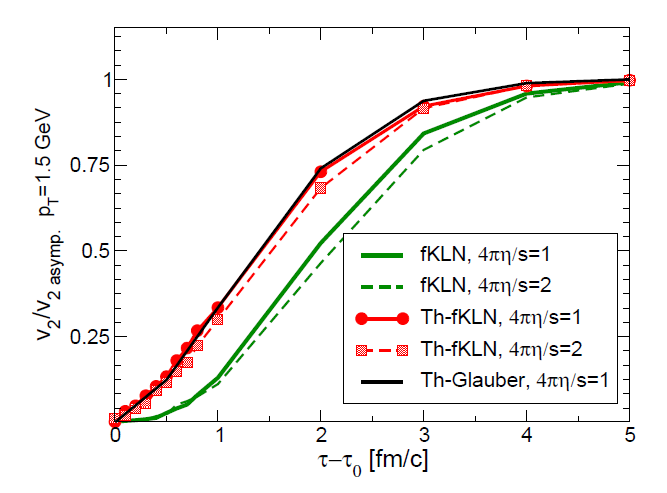 1
0.75
0.5
0.25
v2/v2 asymp. pT=1.5 GeV
fKLN, 4πη/s=1
fKLN, 4πη/s=2
Th-fKLN, 4πη/s=1
Th-fKLN, 4πη/s=2
Th-Glauber, 4πη/s=1
0 1 2 3 4 5
τ−τ0 [fm/c]